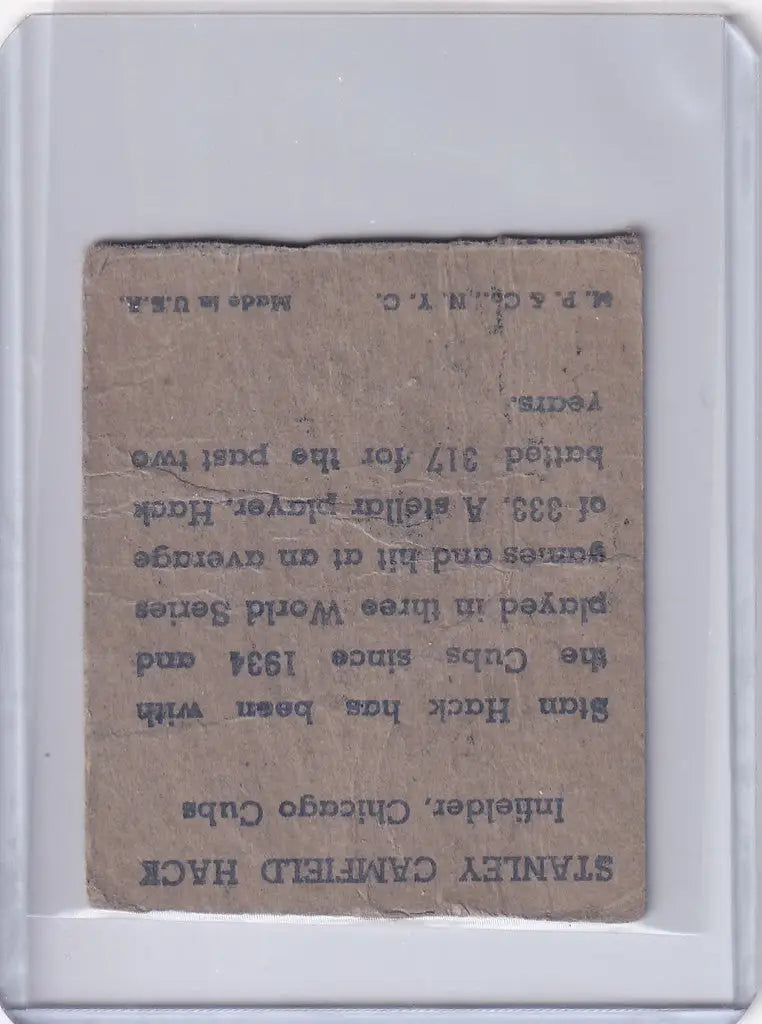 STANLEY CAMFIELD HACK
Infielder, Chicago Cubs
Stan Hack has been with
the Cubs since 1934 and
played in three World Series
games and hit at an average
of 333. A stellar player, Hack
batted 317 for the past two
years.
M. P. & Co., N. Y. C. Made in U.S.A.